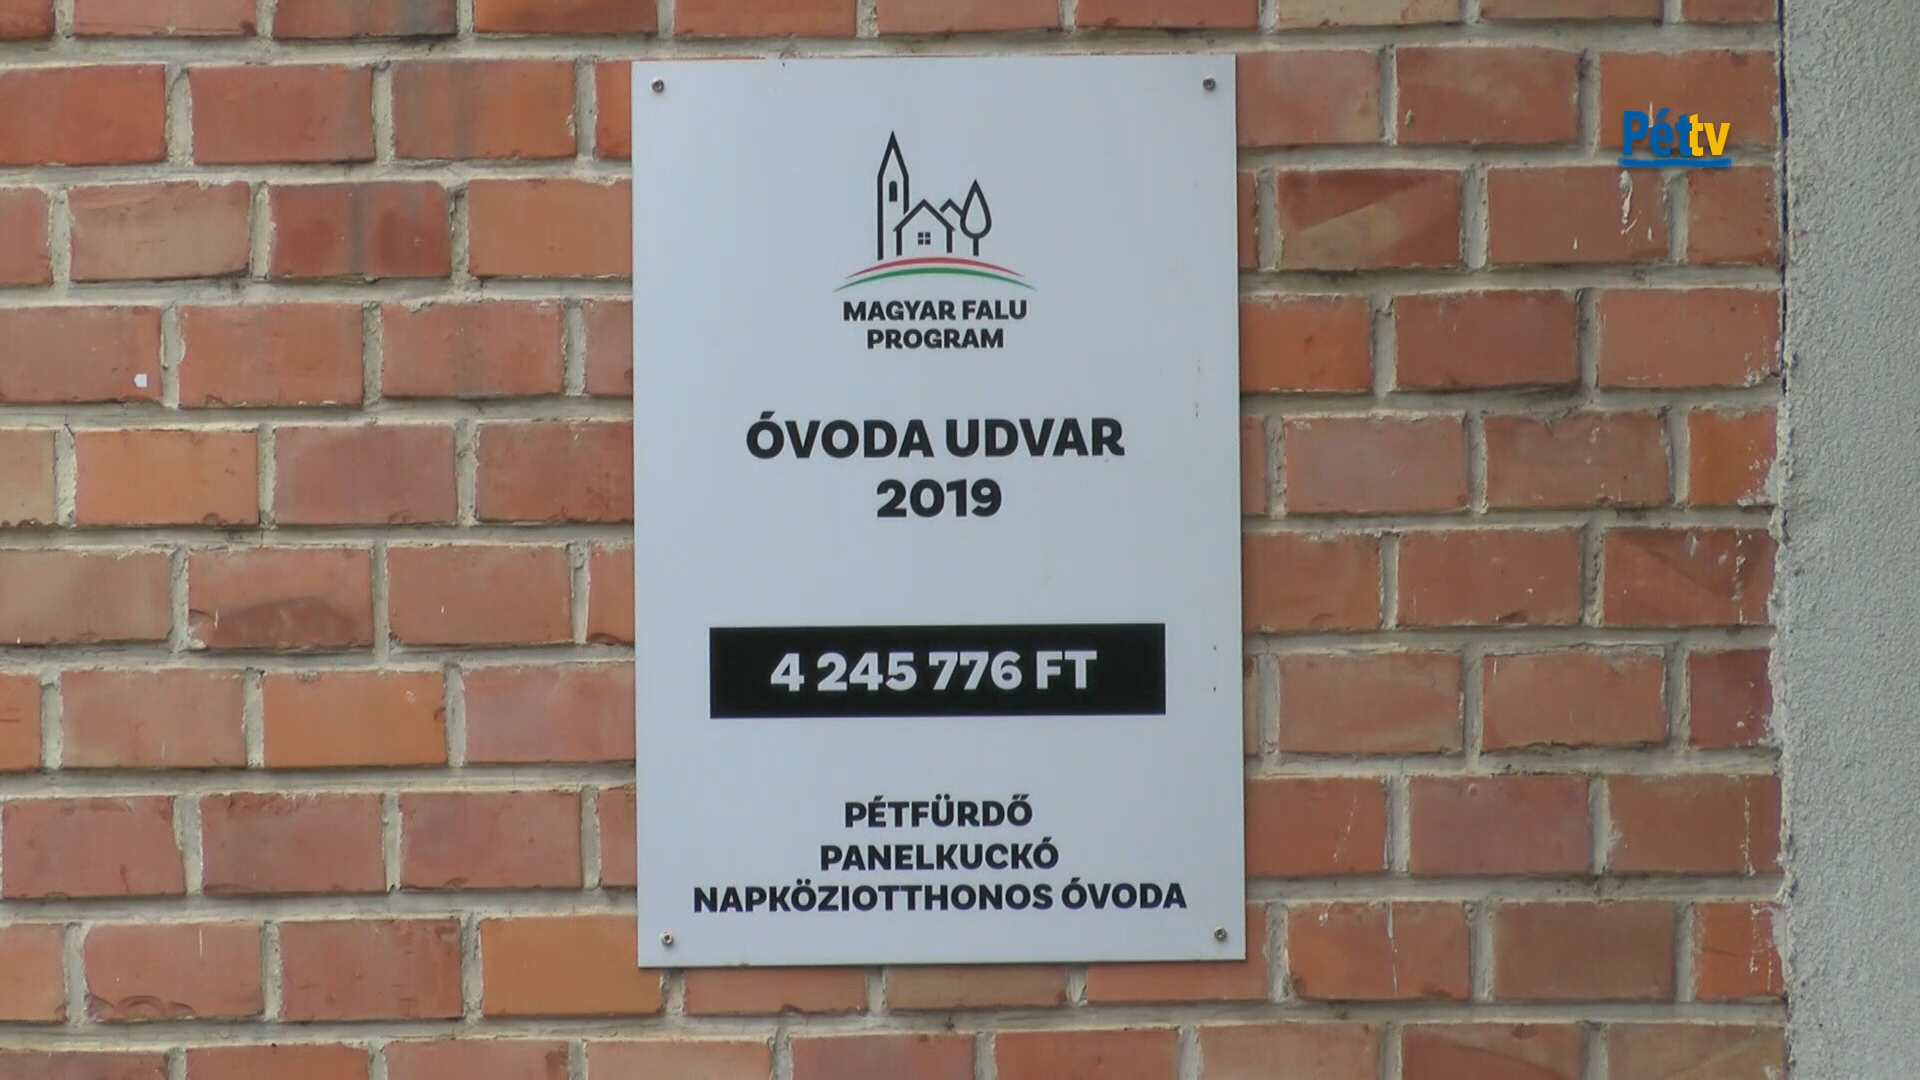 Péttv
MAGYAR FALU
PROGRAM
ÓVODA UDVAR
2019
4 245 776 FT
PÉTFÜRDŐ
PANELKUCKÓ
NAPKÖZIOTTHONOS ÓVODA